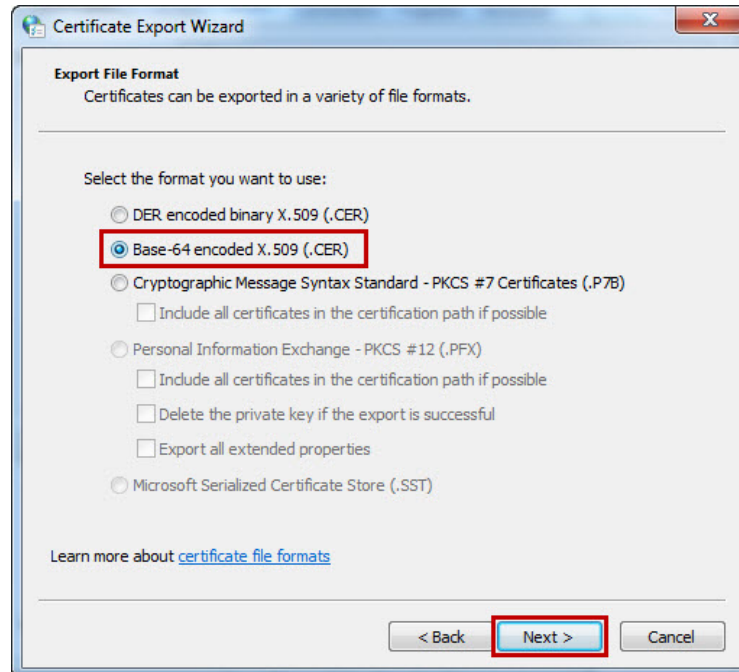 Certificate Export Wizard
Export File Format
Certificates can be exported in a variety of file formats.
Select the format you want to use:
DER encoded binary X.509 (.CER)
Base-64 encoded X.509 (.CER)
Cryptographic Message Syntax Standard - PKCS #7 Certificates (.P7B)
Include all certificates in the certification path if possible
Personal Information Exchange - PKCS #12 (.PFX)
Include all certificates in the certification path if possible
Delete the private key if the export is successful
Export all extended properties
Microsoft Serialized Certificate Store (.SST)
Learn more about certificate file formats
< Back Next > Cancel